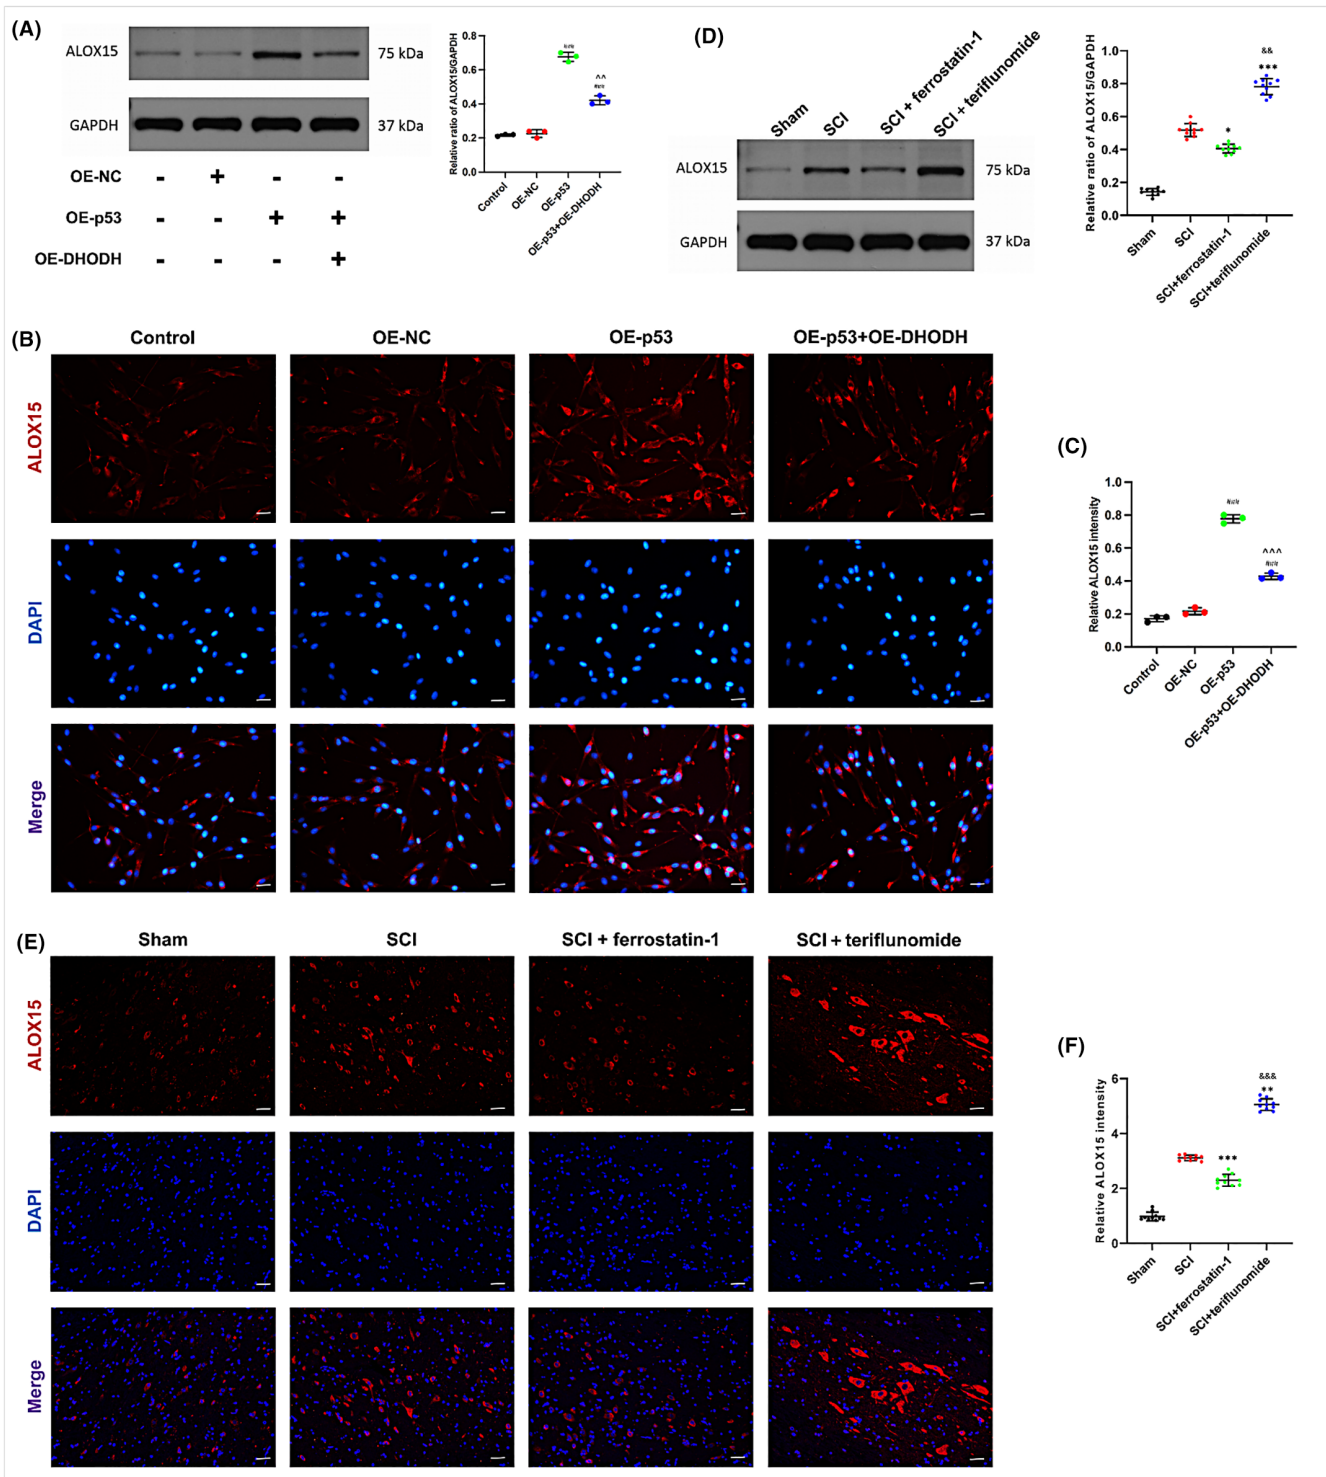 (A)
ALOX15
75 kDa
GAPDH
37 kDa
OE-NC - + - -
OE-p53 - - + +
OE-DHODH - - - +
Relative ratio of ALOX15/GAPDH
0.8
0.6
0.4
0.2
0.0
###
^^
###
Control
OE-NC
OE-p53
OE-p53+OE-DHODH
(D)
Sham
SCI
SCI + ferrostatin-1
SCI + teriflunomide
ALOX15
75 kDa
GAPDH
37 kDa
Relative ratio of ALOX15/GAPDH
1.0
0.8
0.6
0.4
0.2
0.0
*
&&
***
Sham
SCI
SCI+ferrostatin-1
SCI+teriflunomide
(B)
Control
OE-NC
OE-p53
OE-p53+OE-DHODH
ALOX15
DAPI
Merge
(C)
Relative ALOX15 intensity
1.0
0.8
0.6
0.4
0.2
0.0
###
^^^
###
Control
OE-NC
OE-p53
OE-p53+OE-DHODH
(E)
Sham
SCI
SCI + ferrostatin-1
SCI + teriflunomide
ALOX15
DAPI
Merge
(F)
Relative ALOX15 intensity
6
4
2
0
***
&&&
**
Sham
SCI
SCI+ferrostatin-1
SCI+teriflunomide